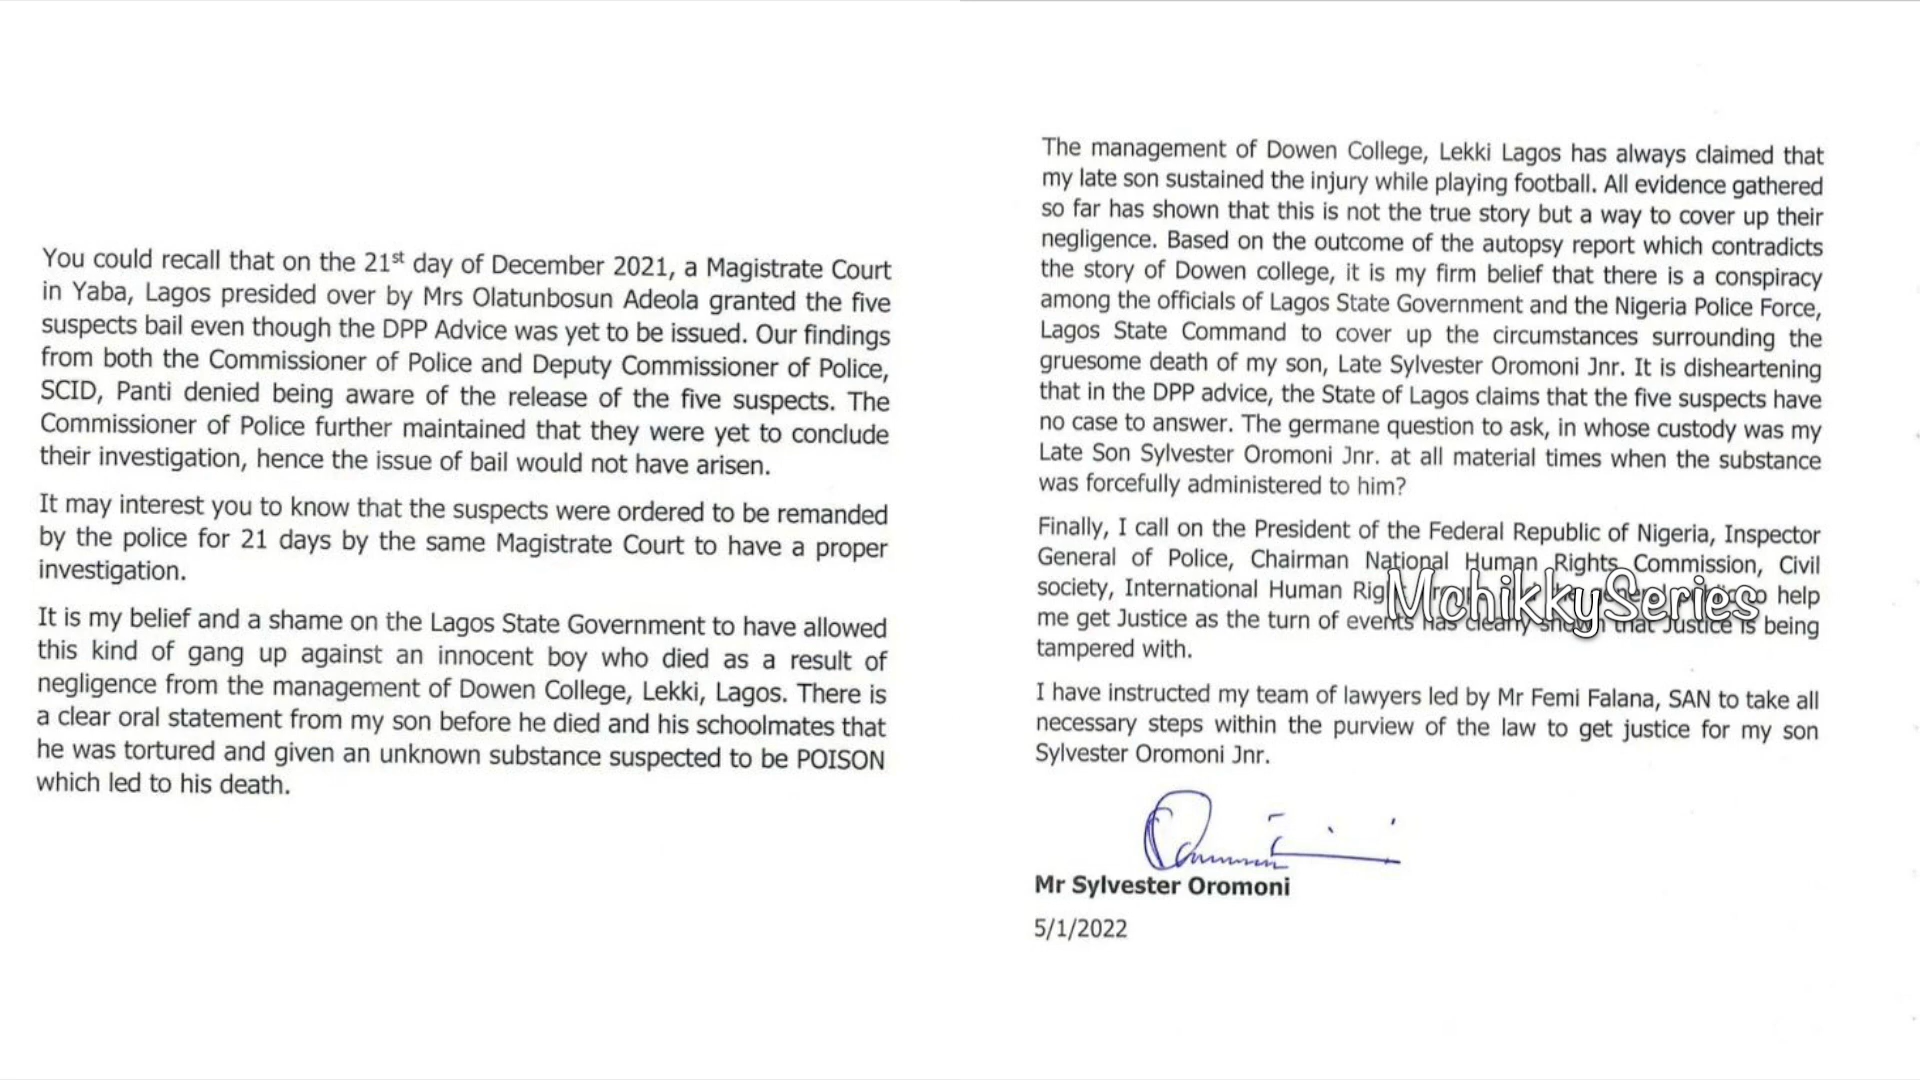 You could recall that on the 21st day of December 2021, a Magistrate Court
in Yaba, Lagos presided over by Mrs Olatunbosun Adeola granted the five
suspects bail even though the DPP Advice was yet to be issued. Our findings
from both the Commissioner of Police and Deputy Commissioner of Police,
SCID, Panti denied being aware of the release of the five suspects. The
Commissioner of Police further maintained that they were yet to conclude
their investigation, hence the issue of bail would not have arisen.
It may interest you to know that the suspects were ordered to be remanded
by the police for 21 days by the same Magistrate Court to have a proper
investigation.
It is my belief and a shame on the Lagos State Government to have allowed
this kind of gang up against an innocent boy who died as a result of
negligence from the management of Dowen College, Lekki, Lagos. There is
a clear oral statement from my son before he died and his schoolmates that
he was tortured and given an unknown substance suspected to be POISON
which led to his death.
The management of Dowen College, Lekki Lagos has always claimed that
my late son sustained the injury while playing football. All evidence gathered
so far has shown that this is not the true story but a way to cover up their
negligence. Based on the outcome of the autopsy report which contradicts
the story of Dowen college, it is my firm belief that there is a conspiracy
among the officials of Lagos State Government and the Nigeria Police Force,
Lagos State Command to cover up the circumstances surrounding the
gruesome death of my son, Late Sylvester Oromoni Jnr. It is disheartening
that in the DPP advice, the State of Lagos claims that the five suspects have
no case to answer. The germane question to ask, in whose custody was my
Late Son Sylvester Oromoni Jnr. at all material times when the substance
was forcefully administered to him?
Finally, I call on the President of the Federal Republic of Nigeria, Inspector
General of Police, Chairman National Human Rights Commission, Civil
society, International Human help
MchikkySeries
me get Justice as the turn of events has clearly shown that Justice is being
tampered with.
I have instructed my team of lawyers led by Mr Femi Falana, SAN to take all
necessary steps within the purview of the law to get justice for my son
Sylvester Oromoni Jnr.
Mr Sylvester Oromoni
5/1/2022